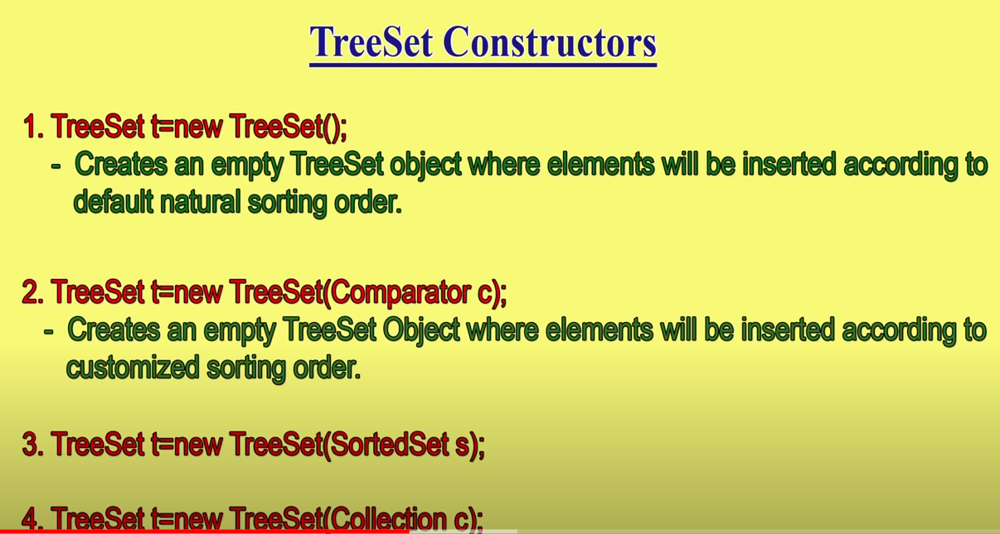 TreeSet Constructors
1. TreeSet t=new TreeSet();
- Creates an empty TreeSet object where elements will be inserted according to
default natural sorting order.
2. TreeSet t=new TreeSet(Comparator c);
- Creates an empty TreeSet Object where elements will be inserted according to
customized sorting order.
3. TreeSet t=new TreeSet(SortedSet s);
4. TreeSet t=new TreeSet(Collection c);